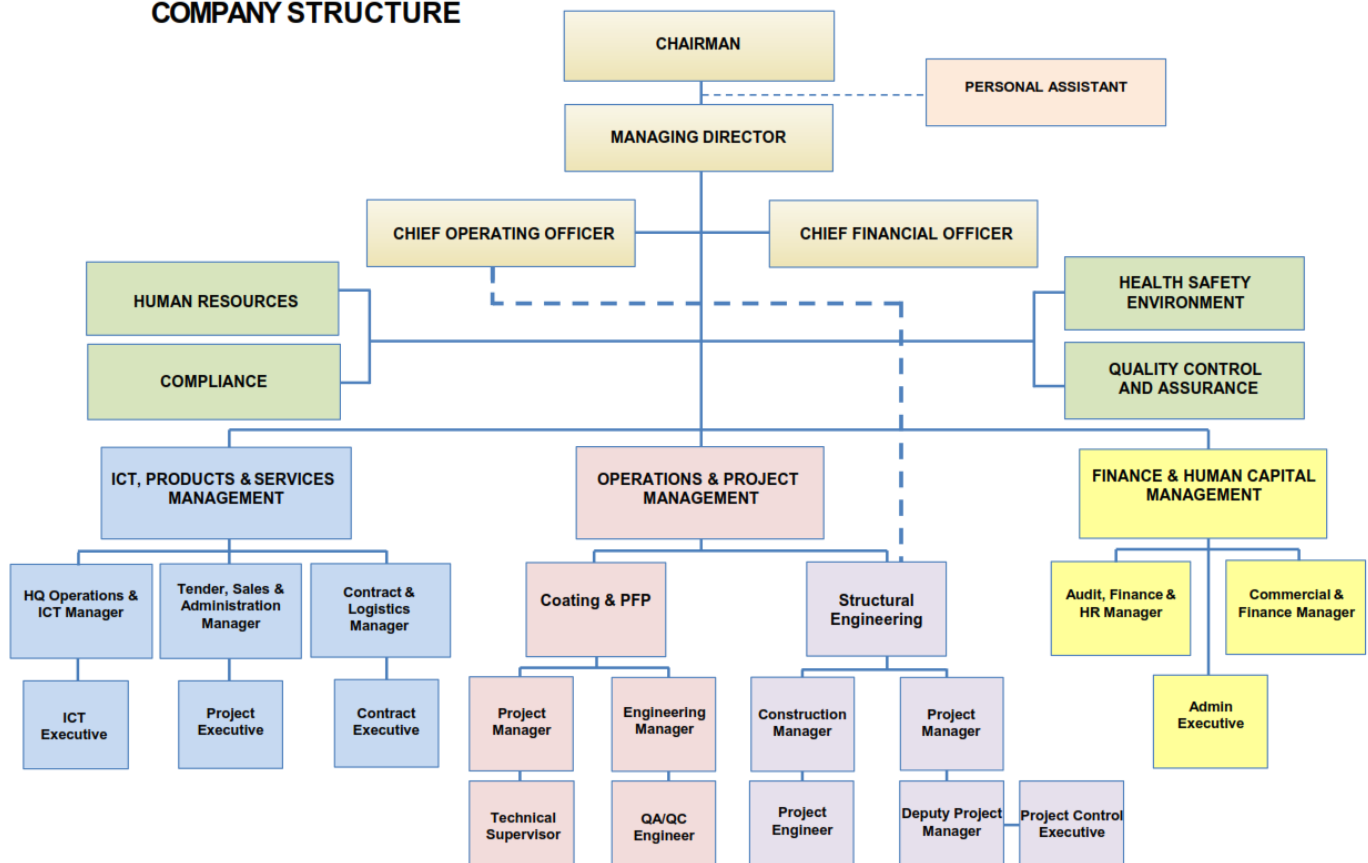 COMPANY STRUCTURE
CHAIRMAN
PERSONAL ASSISTANT
MANAGING DIRECTOR
CHIEF OPERATING OFFICER
CHIEF FINANCIAL OFFICER
HUMAN RESOURCES
HEALTH SAFETY
ENVIRONMENT
COMPLIANCE
QUALITY CONTROL
AND ASSURANCE
ICT, PRODUCTS & SERVICES
MANAGEMENT
OPERATIONS & PROJECT
MANAGEMENT
FINANCE & HUMAN CAPITAL
MANAGEMENT
HQ Operations &
ICT Manager
Tender, Sales &
Administration
Manager
Contract &
Logistics
Manager
Coating & PFP
Structural
Engineering
Audit, Finance &
HR Manager
Commercial &
Finance Manager
ICT
Executive
Project
Executive
Contract
Executive
Project
Manager
Engineering
Manager
Construction
Manager
Project
Manager
Admin
Executive
Technical
Supervisor
QA/QC
Engineer
Project
Engineer
Deputy Project
Manager
Project Control
Executive